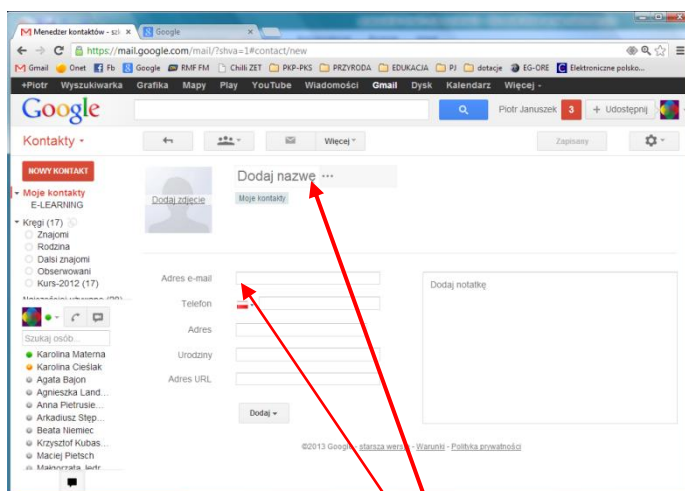 Menedżer kontaktów - szk
Google
https://mail.google.com/mail/?shva=1#contact/new
Gmail Onet Fb Google RMF FM Chilli ZET PKP-PKS PRZYRODA EDUKACJA PJ dotacje EG-ORE Elektroniczne polsko...
+Piotr Wyszukiwarka Grafika Mapy Play YouTube Wiadomości Gmail Dysk Kalendarz Więcej -
Google
Piotr Januszek 3 + Udostępnij
Kontakty
Więcej
Zapisany
NOWY KONTAKT
Moje kontakty
E-LEARNING
Kręgi (17)
Znajomi
Rodzina
Dalsi znajomi
Obserwowani
Kurs-2012 (17)
Szukaj osób...
Karolina Materna
Karolina Cieślak
Agata Bajon
Agnieszka Land...
Anna Pietrusie...
Arkadiusz Stęp...
Beata Niemiec
Krzysztof Kubas...
Maciej Pietsch
Małgorzata Jędr...
Dodaj zdjęcie
Dodaj nazwę ...
Moje kontakty
Adres e-mail
Telefon
Adres
Urodziny
Adres URL
Dodaj
Dodaj notatkę
©2013 Google - starsza wersja - Warunki - Polityka prywatności